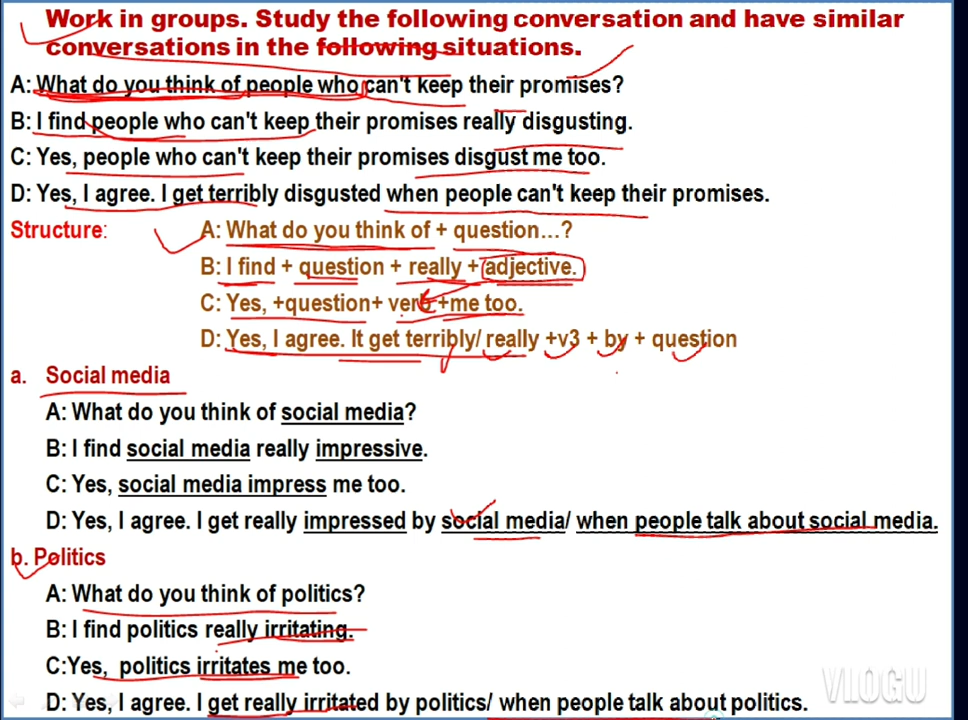 Work in groups. Study the following conversation and have similar
conversations in the following situations.
A: What do you think of people who can't keep their promises?
B: I find people who can't keep their promises really disgusting.
C: Yes, people who can't keep their promises disgust me too.
D: Yes, I agree. I get terribly disgusted when people can't keep their promises.
Structure: A: What do you think of + question...?
B: I find + question + really + adjective.
C: Yes, +question+ verb +me too.
D: Yes, I agree. It get terribly/ really +v3 + by + question
a. Social media
A: What do you think of social media?
B: I find social media really impressive.
C: Yes, social media impress me too.
D: Yes, I agree. I get really impressed by social media/ when people talk about social media.
b. Politics
A: What do you think of politics?
B: I find politics really irritating.
C:Yes, politics irritates me too.
D: Yes, I agree. I get really irritated by politics/ when people talk about politics.
VLOGU